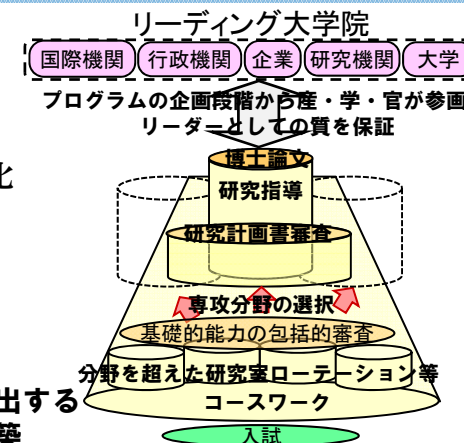 リーディング大学院
国際機関 行政機関 企業 研究機関 大学
プログラムの企画段階から産・学・官が参画
リーダーとしての質を保証
博士論文
化
研究指導
研究計画書審査
専攻分野の選択
基礎的能力の包括的審査
分野を超えた研究室ローテーション等
出する
コースワーク
築
入試